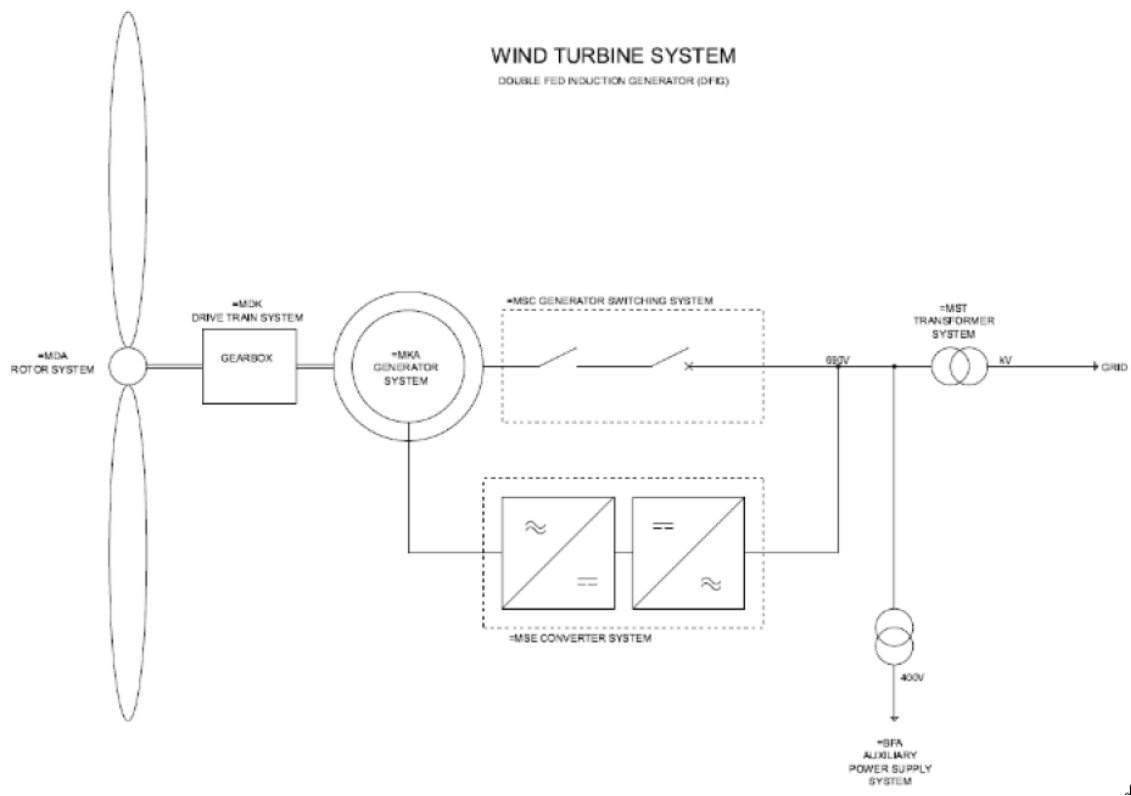 WIND TURBINE SYSTEM
DOUBLE FED INDUCTION GENERATOR (DFIG)
=MDA
ROTOR SYSTEM
=MDK
DRIVE TRAIN SYSTEM
GEARBOX
=MKA
GENERATOR
SYSTEM
=MSC GENERATOR SWITCHING SYSTEM
690V
=MST
TRANSFORMER
SYSTEM
kV
GRID
=MSE CONVERTER SYSTEM
400V
=BFA
AUXILIARY
POWER SUPPLY
SYSTEM